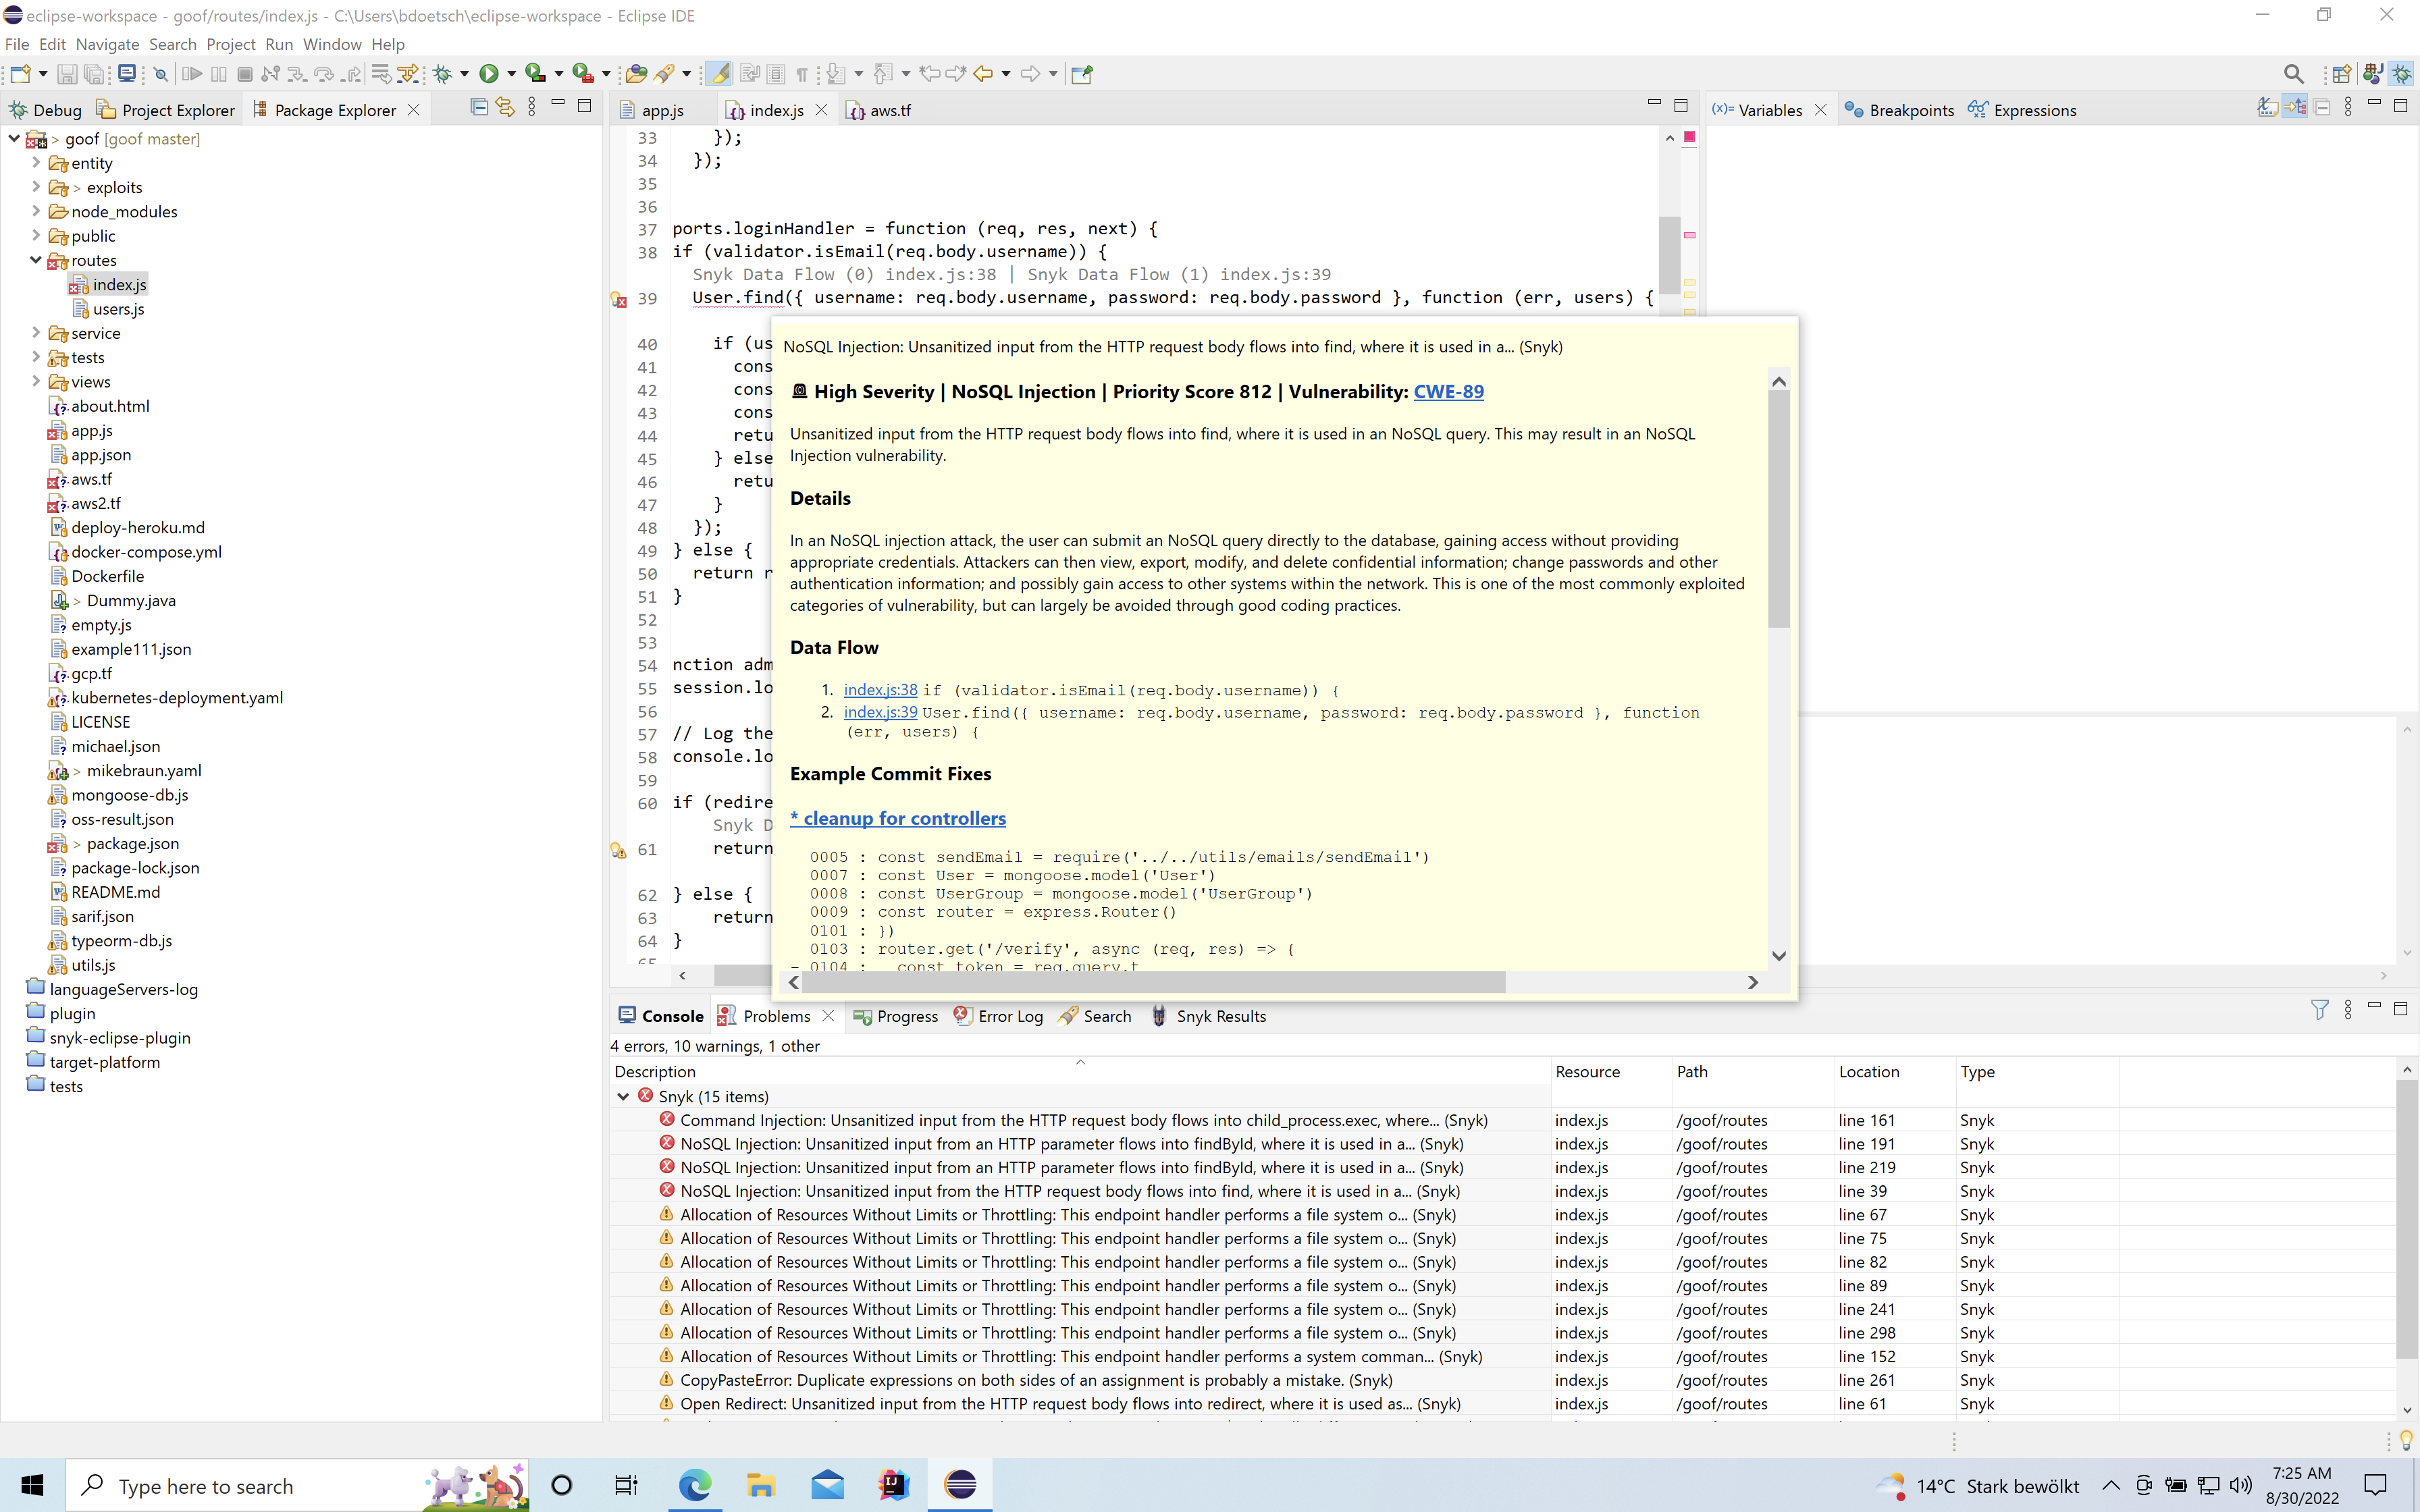 eclipse-workspace - goof/routes/index.js - C:\Users\bdoetsch\eclipse-workspace - Eclipse IDE
File Edit Navigate Search Project Run Window Help
Debug Project Explorer Package Explorer
> goof [goof master]
entity
> exploits
node_modules
public
routes
index.js
users.js
service
tests
views
about.html
app.js
app.json
aws.tf
aws2.tf
deploy-heroku.md
docker-compose.yml
Dockerfile
> Dummy.java
empty.js
example111.json
gcp.tf
kubernetes-deployment.yaml
LICENSE
michael.json
> mikebraun.yaml
mongoose-db.js
oss-result.json
> package.json
package-lock.json
README.md
sarif.json
typeorm-db.js
utils.js
languageServers-log
plugin
snyk-eclipse-plugin
target-platform
tests
app.js index.js aws.tf
33 });
34 });
35
36
37 ports.loginHandler = function (req, res, next) {
38 if (validator.isEmail(req.body.username)) {
Snyk Data Flow (0) index.js:38 | Snyk Data Flow (1) index.js:39
39 User.find({ username: req.body.username, password: req.body.password }, function (err, users) {
40 if (us
41 cons
42 cons
43 cons
44 retu
45 } else
46 retu
47 }
48 });
49 } else {
50 return r
51 }
52
53
54 nction adm
55 session.lo
56
57 // Log the
58 console.lo
59
60 if (redire
Snyk D
61 return
62 } else {
63 return
64 }
65
NoSQL Injection: Unsanitized input from the HTTP request body flows into find, where it is used in a... (Snyk)
High Severity | NoSQL Injection | Priority Score 812 | Vulnerability: CWE-89
Unsanitized input from the HTTP request body flows into find, where it is used in an NoSQL query. This may result in an NoSQL
Injection vulnerability.
Details
In an NoSQL injection attack, the user can submit an NoSQL query directly to the database, gaining access without providing
appropriate credentials. Attackers can then view, export, modify, and delete confidential information; change passwords and other
authentication information; and possibly gain access to other systems within the network. This is one of the most commonly exploited
categories of vulnerability, but can largely be avoided through good coding practices.
Data Flow
1. index.js:38 if (validator.isEmail(req.body.username)) {
2. index.js:39 User.find({ username: req.body.username, password: req.body.password }, function
(err, users) {
Example Commit Fixes
* cleanup for controllers
0005 : const sendEmail = require('../../utils/emails/sendEmail')
0007 : const User = mongoose.model('User')
0008 : const UserGroup = mongoose.model('UserGroup')
0009 : const router = express.Router()
0101 : })
0103 : router.get('/verify', async (req, res) => {
- 0104 : const token = req.query.t
(x)= Variables Breakpoints Expressions
Console Problems Progress Error Log Search Snyk Results
4 errors, 10 warnings, 1 other
Description Resource Path Location Type
Snyk (15 items)
Command Injection: Unsanitized input from the HTTP request body flows into child_process.exec, where... (Snyk) index.js /goof/routes line 161 Snyk
NoSQL Injection: Unsanitized input from an HTTP parameter flows into findById, where it is used in a... (Snyk) index.js /goof/routes line 191 Snyk
NoSQL Injection: Unsanitized input from an HTTP parameter flows into findById, where it is used in a... (Snyk) index.js /goof/routes line 219 Snyk
NoSQL Injection: Unsanitized input from the HTTP request body flows into find, where it is used in a... (Snyk) index.js /goof/routes line 39 Snyk
Allocation of Resources Without Limits or Throttling: This endpoint handler performs a file system o... (Snyk) index.js /goof/routes line 67 Snyk
Allocation of Resources Without Limits or Throttling: This endpoint handler performs a file system o... (Snyk) index.js /goof/routes line 75 Snyk
Allocation of Resources Without Limits or Throttling: This endpoint handler performs a file system o... (Snyk) index.js /goof/routes line 82 Snyk
Allocation of Resources Without Limits or Throttling: This endpoint handler performs a file system o... (Snyk) index.js /goof/routes line 89 Snyk
Allocation of Resources Without Limits or Throttling: This endpoint handler performs a file system o... (Snyk) index.js /goof/routes line 241 Snyk
Allocation of Resources Without Limits or Throttling: This endpoint handler performs a file system o... (Snyk) index.js /goof/routes line 298 Snyk
Allocation of Resources Without Limits or Throttling: This endpoint handler performs a system comman... (Snyk) index.js /goof/routes line 152 Snyk
CopyPasteError: Duplicate expressions on both sides of an assignment is probably a mistake. (Snyk) index.js /goof/routes line 261 Snyk
Open Redirect: Unsanitized input from the HTTP request body flows into redirect, where it is used as... (Snyk) index.js /goof/routes line 61 Snyk
Type here to search
14°C Stark bewölkt
7:25 AM
8/30/2022